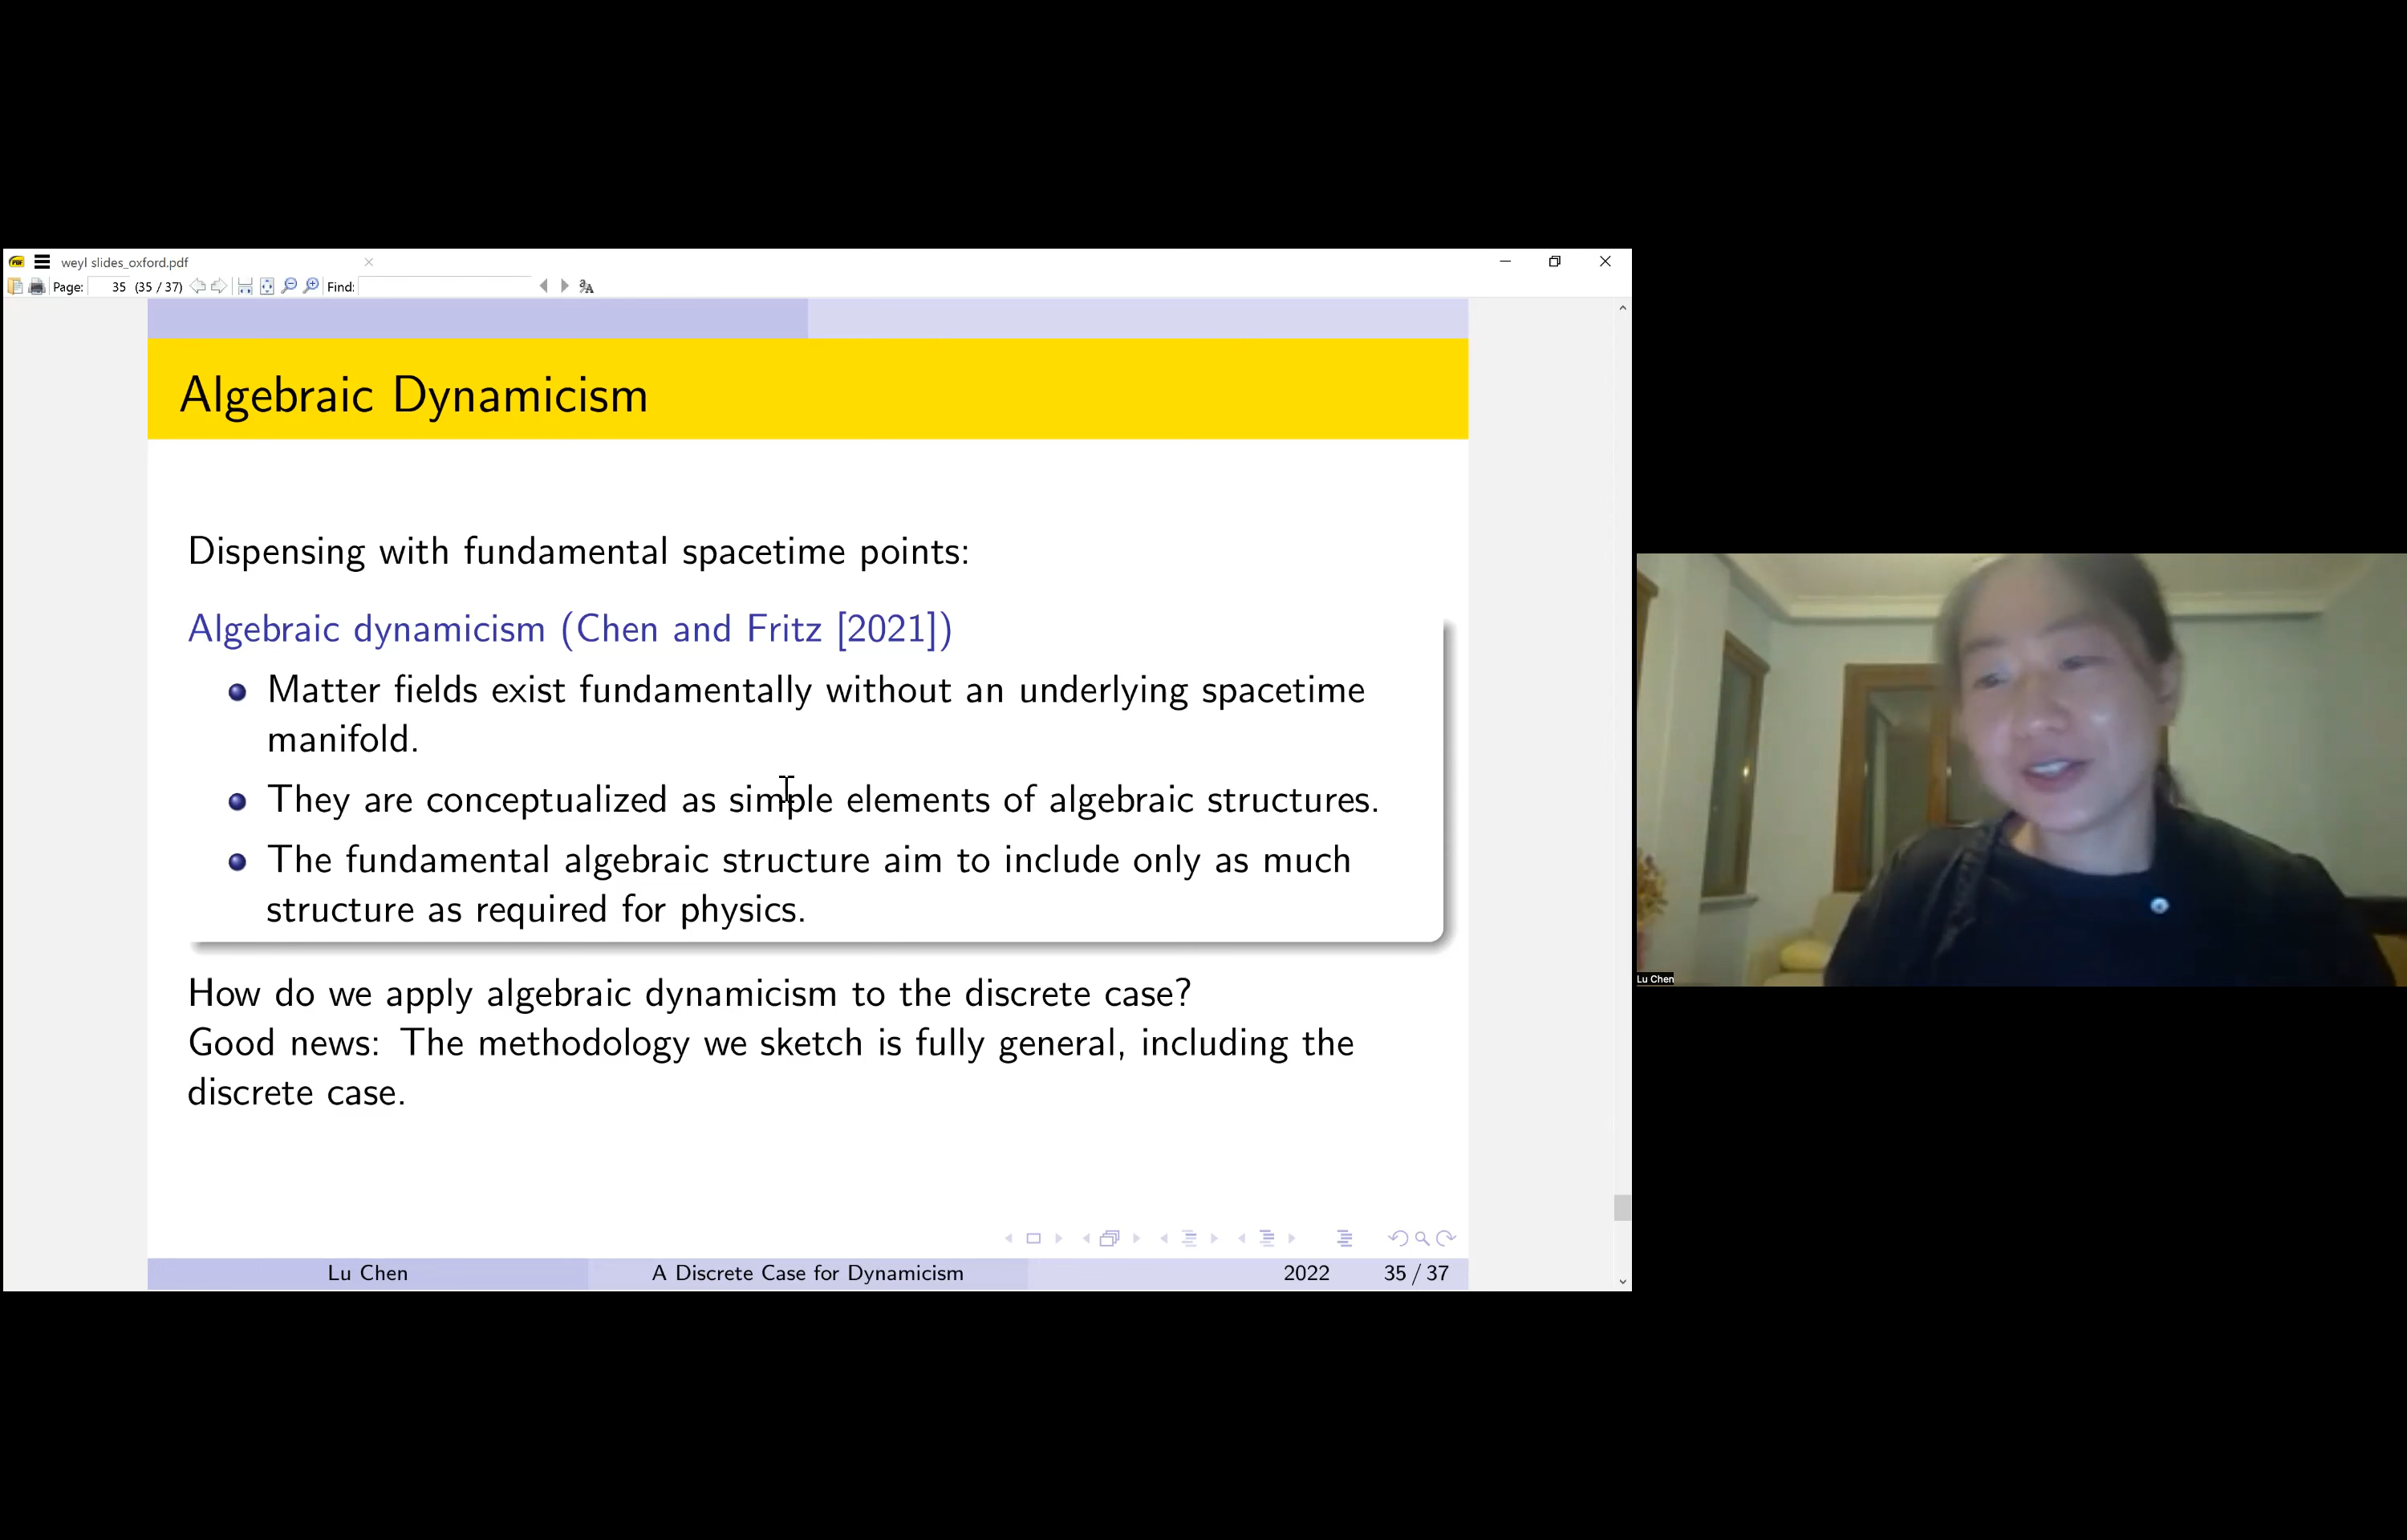 weyl slides_oxford.pdf
Page: 35 (35 / 37) Find:
Algebraic Dynamicism
Dispensing with fundamental spacetime points:
Algebraic dynamicism (Chen and Fritz [2021])
Matter fields exist fundamentally without an underlying spacetime
manifold.
They are conceptualized as simple elements of algebraic structures.
The fundamental algebraic structure aim to include only as much
structure as required for physics.
How do we apply algebraic dynamicism to the discrete case?
Good news: The methodology we sketch is fully general, including the
discrete case.
Lu Chen A Discrete Case for Dynamicism 2022 35 / 37
Lu Chen